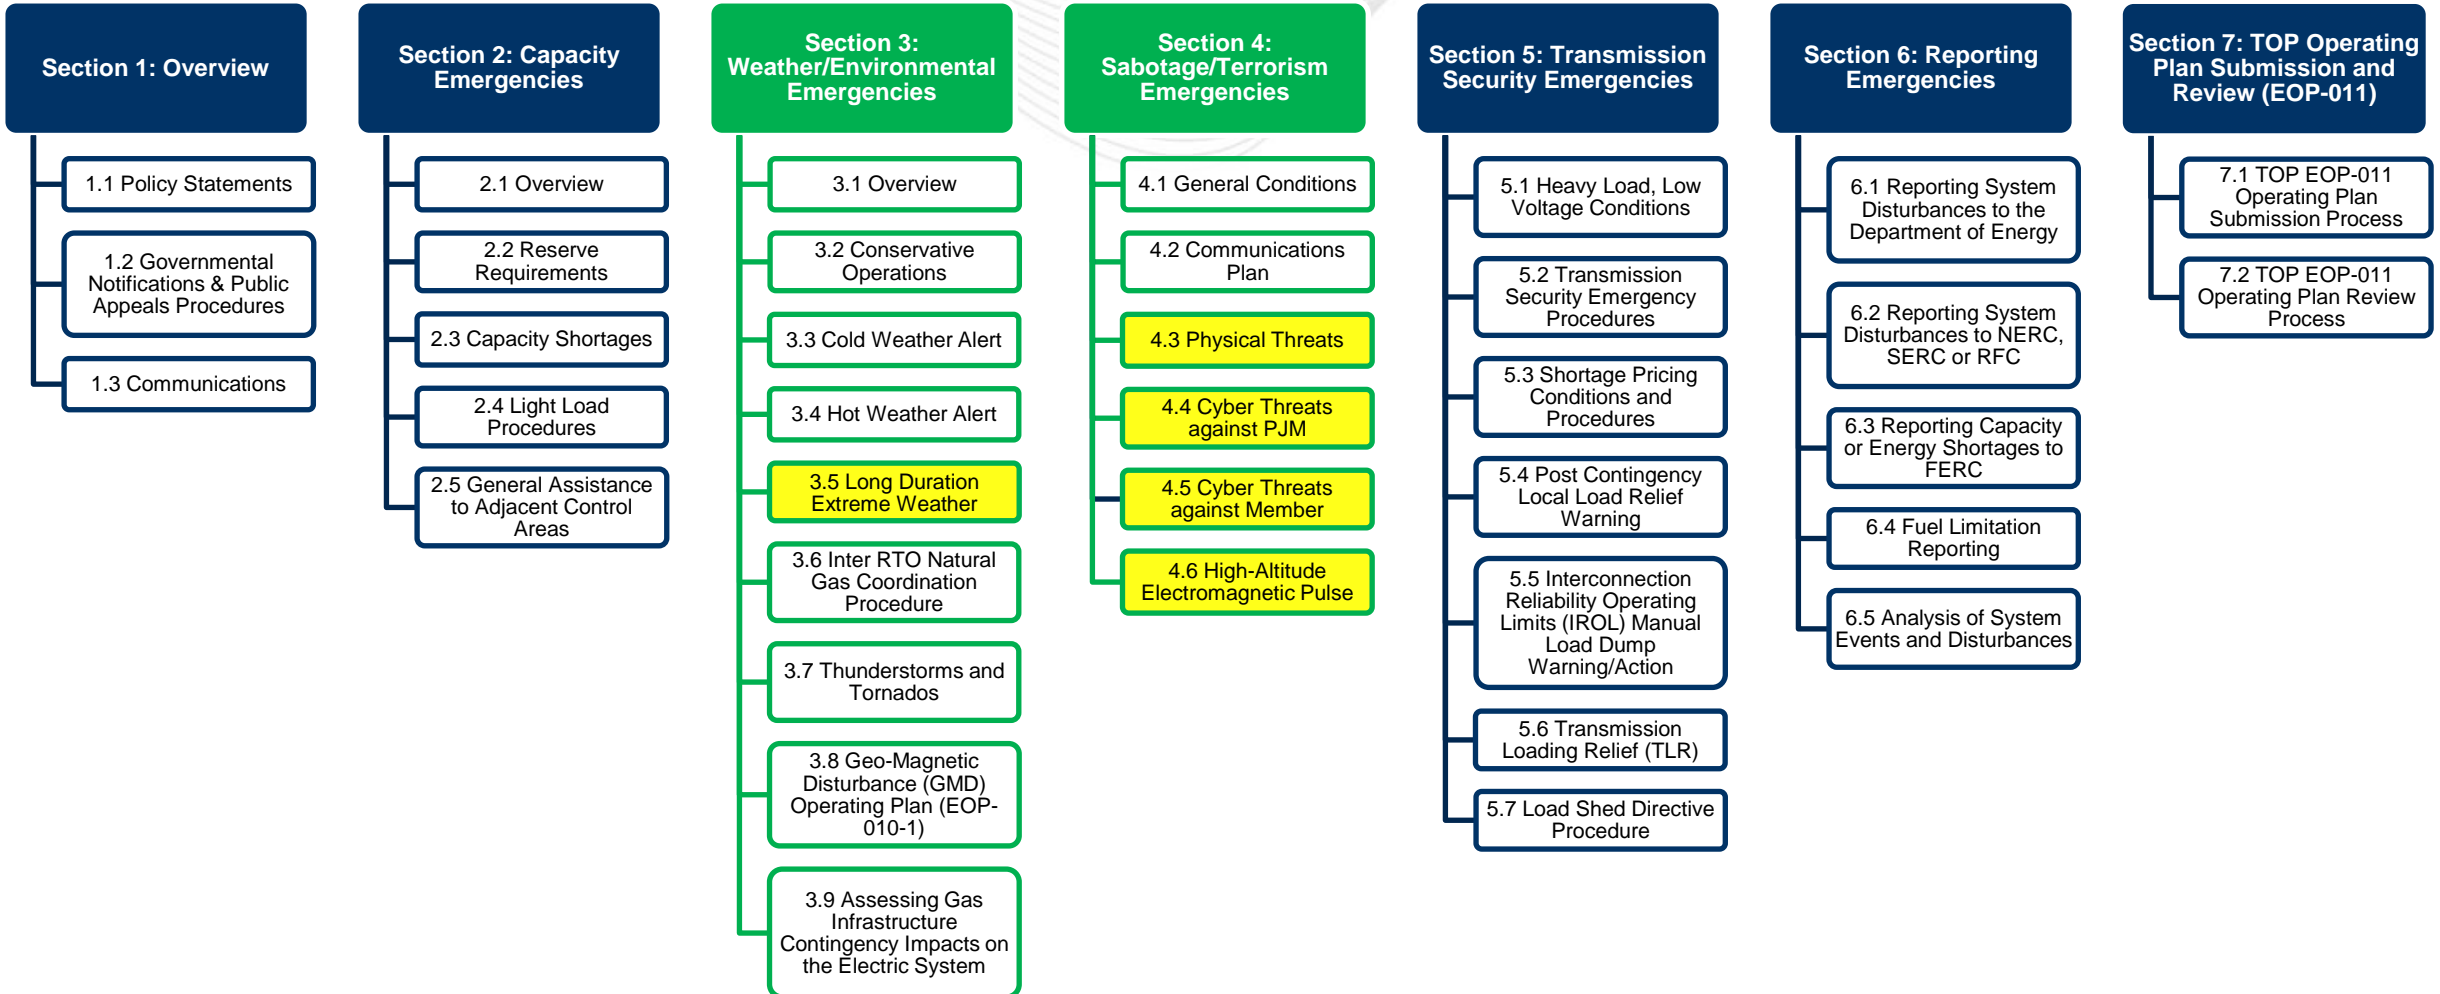 Section 1: Overview
1.1 Policy Statements
1.2 Governmental
Notifications & Public
Appeals Procedures
1.3 Communications
Section 2: Capacity
Emergencies
2.1 Overview
2.2 Reserve
Requirements
2.3 Capacity Shortages
2.4 Light Load
Procedures
2.5 General Assistance
to Adjacent Control
Areas
Section 3:
Weather/Environmental
Emergencies
3.1 Overview
3.2 Conservative
Operations
3.3 Cold Weather Alert
3.4 Hot Weather Alert
3.5 Long Duration
Extreme Weather
3.6 Inter RTO Natural
Gas Coordination
Procedure
3.7 Thunderstorms and
Tornados
3.8 Geo-Magnetic
Disturbance (GMD)
Operating Plan (EOP-
010-1)
3.9 Assessing Gas
Infrastructure
Contingency Impacts on
the Electric System
Section 4:
Sabotage/Terrorism
Emergencies
4.1 General Conditions
4.2 Communications
Plan
4.3 Physical Threats
4.4 Cyber Threats
against PJM
4.5 Cyber Threats
against Member
4.6 High-Altitude
Electromagnetic Pulse
Section 5: Transmission
Security Emergencies
5.1 Heavy Load, Low
Voltage Conditions
5.2 Transmission
Security Emergency
Procedures
5.3 Shortage Pricing
Conditions and
Procedures
5.4 Post Contingency
Local Load Relief
Warning
5.5 Interconnection
Reliability Operating
Limits (IROL) Manual
Load Dump
Warning/Action
5.6 Transmission
Loading Relief (TLR)
5.7 Load Shed Directive
Procedure
Section 6: Reporting
Emergencies
6.1 Reporting System
Disturbances to the
Department of Energy
6.2 Reporting System
Disturbances to NERC,
SERC or RFC
6.3 Reporting Capacity
or Energy Shortages to
FERC
6.4 Fuel Limitation
Reporting
6.5 Analysis of System
Events and Disturbances
Section 7: TOP Operating
Plan Submission and
Review (EOP-011)
7.1 TOP EOP-011
Operating Plan
Submission Process
7.2 TOP EOP-011
Operating Plan Review
Process